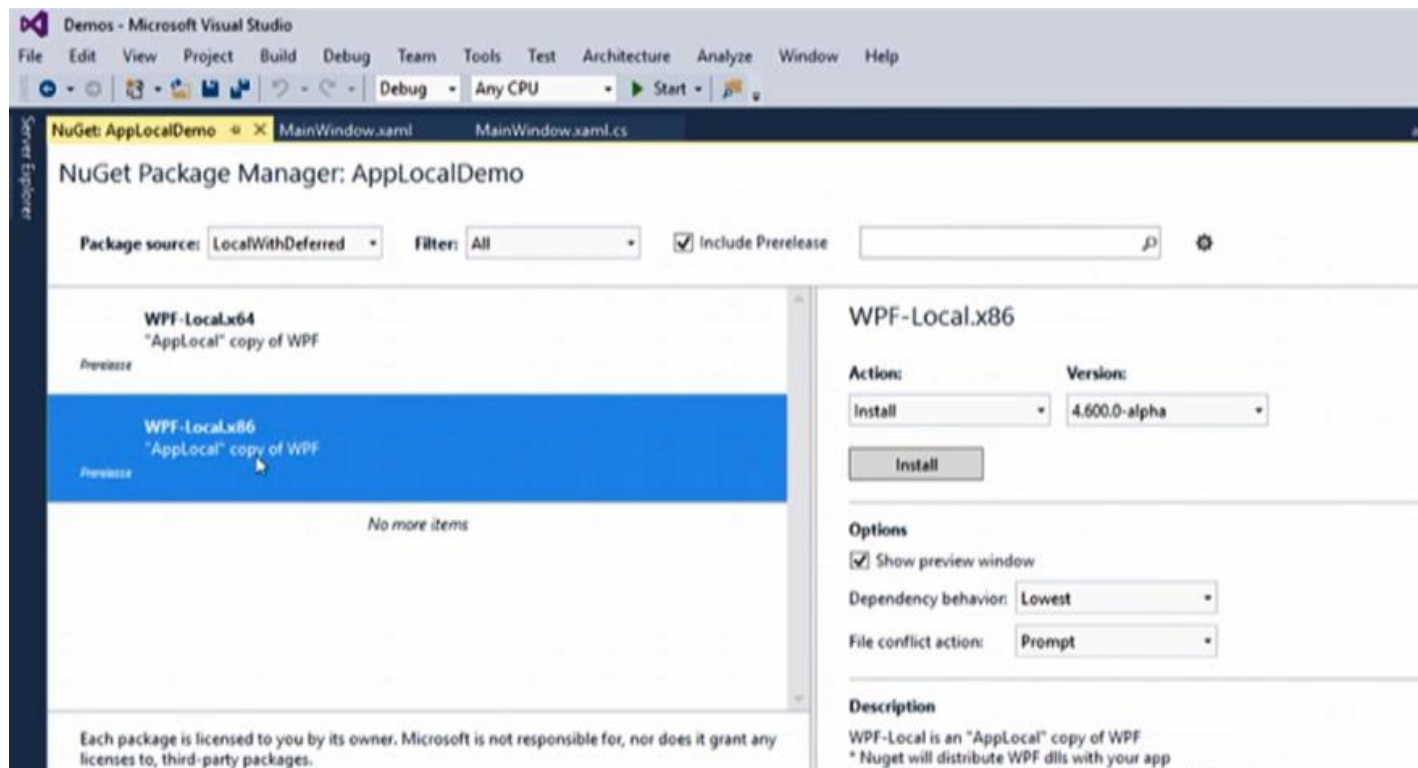 Demos - Microsoft Visual Studio
File Edit View Project Build Debug Team Tools Test Architecture Analyze Window Help
Debug Any CPU Start
Server Explorer
NuGet: AppLocalDemo MainWindow.xaml MainWindow.xaml.cs
NuGet Package Manager: AppLocalDemo
Package source: LocalWithDeferred Filter: All Include Prerelease
WPF-Local.x64
"AppLocal" copy of WPF
Prerelease
WPF-Local.x86
"AppLocal" copy of WPF
Prerelease
No more items
Each package is licensed to you by its owner. Microsoft is not responsible for, nor does it grant any
licenses to, third-party packages.
WPF-Local.x86
Action: Version:
Install 4.600.0-alpha
Install
Options
Show preview window
Dependency behavior: Lowest
File conflict action: Prompt
Description
WPF-Local is an "AppLocal" copy of WPF
* Nuget will distribute WPF dlls with your app